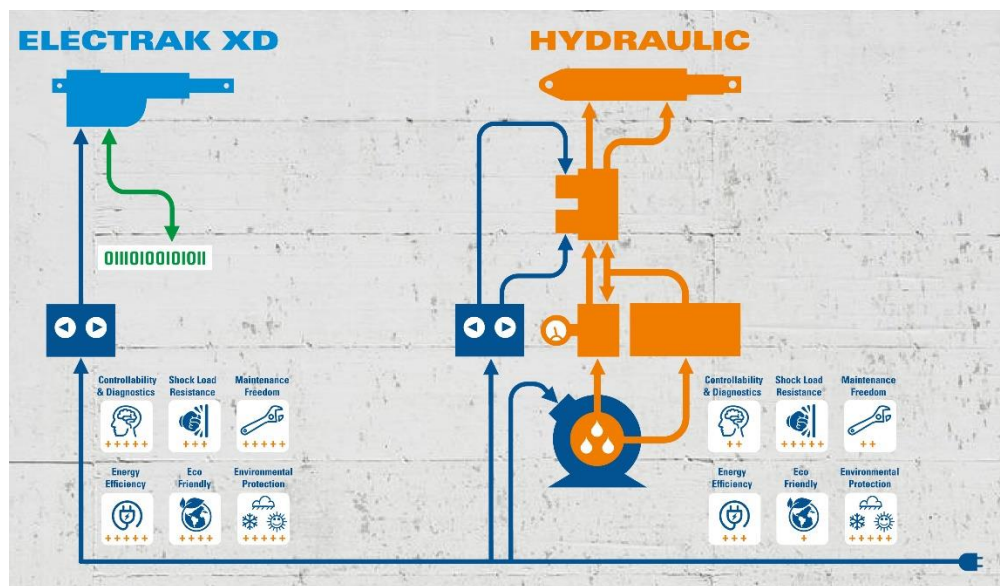 ELECTRAK XD
HYDRAULIC
01110100101011
Controllability
& Diagnostics
+++++
Shock Load
Resistance
+++
Maintenance
Freedom
+++++
Energy
Efficiency
+++++
Eco
Friendly
++++
Environmental
Protection
+++++
Controllability
& Diagnostics
++
Shock Load
Resistance
+++++
Maintenance
Freedom
++
Energy
Efficiency
+++
Eco
Friendly
+
Environmental
Protection
+++++